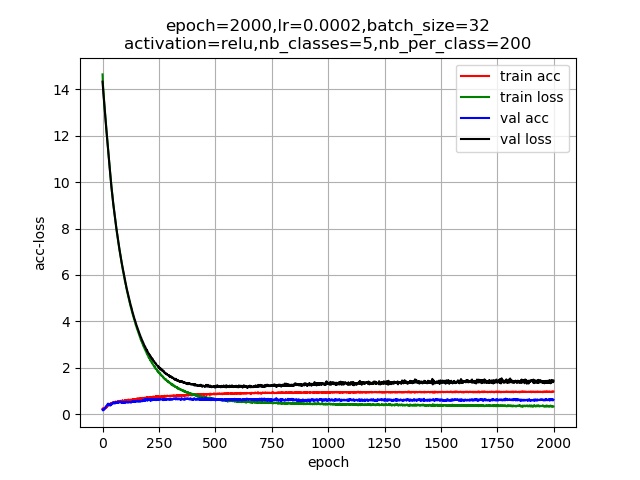 epoch=2000,lr=0.0002,batch_size=32
activation=relu,nb_classes=5,nb_per_class=200
train acc
train loss
val acc
val loss
14
12
10
8
6
4
2
0
acc-loss
0 250 500 750 1000 1250 1500 1750 2000
epoch